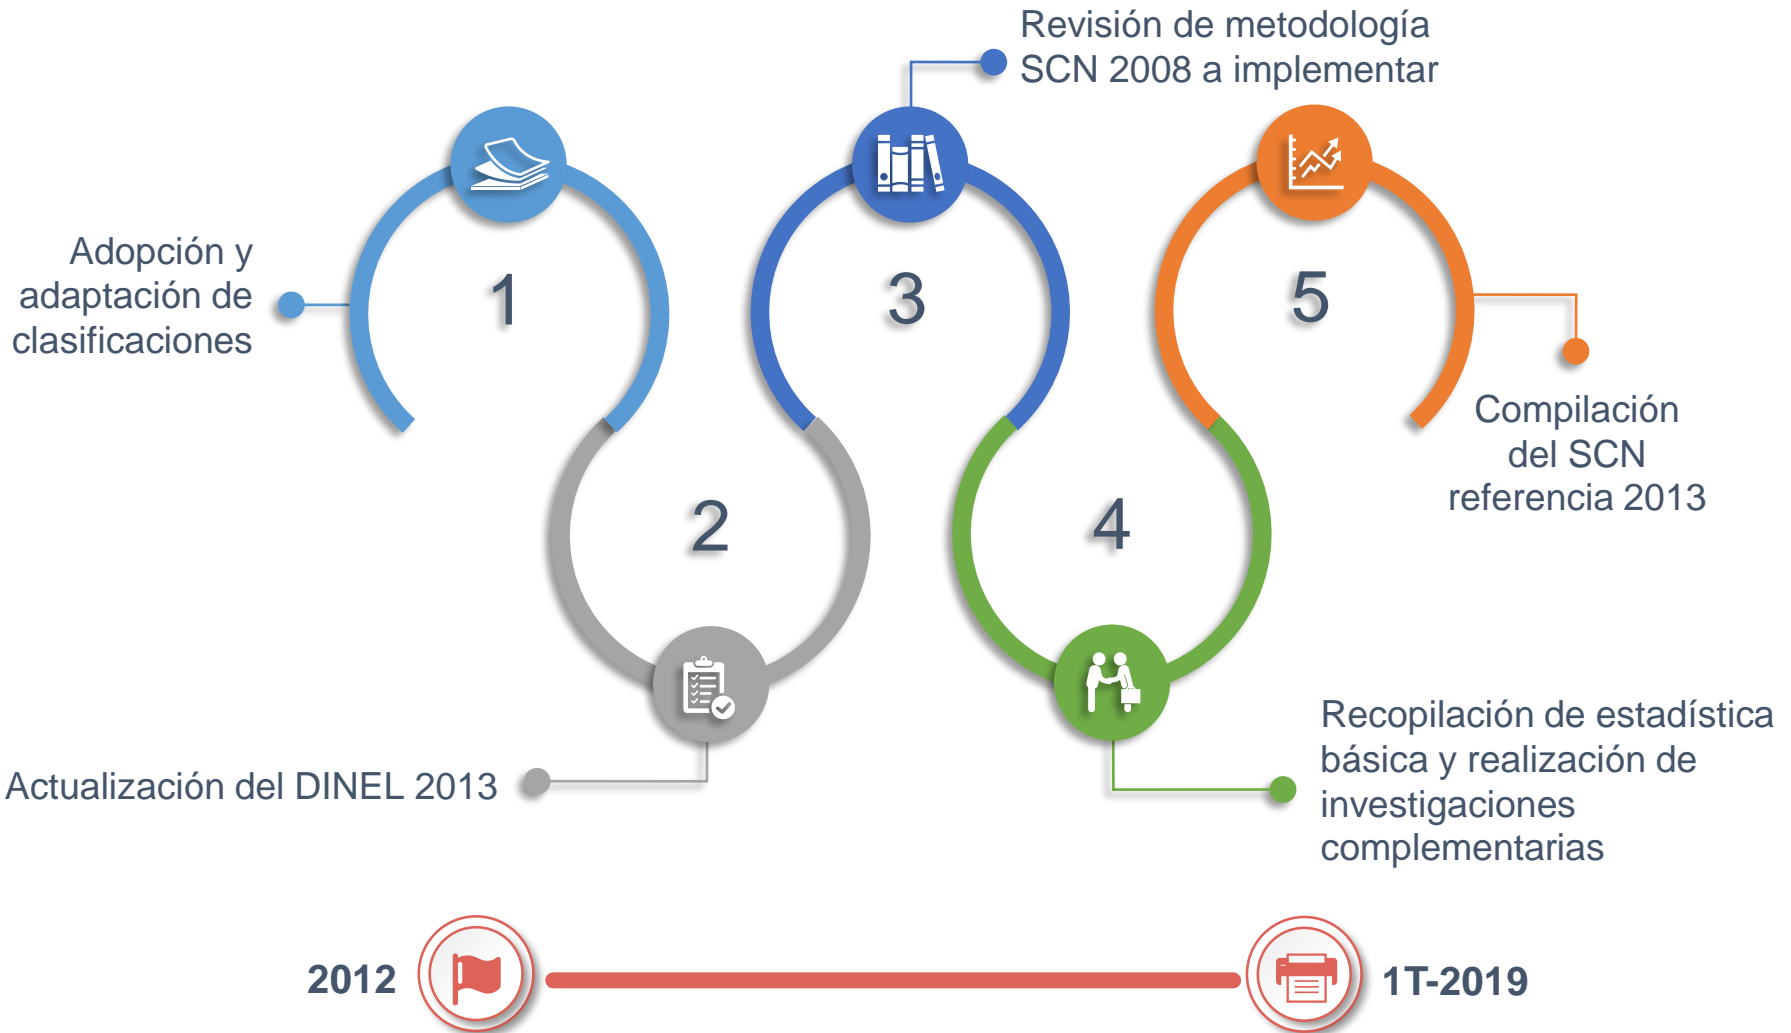 Adopción y
adaptación de
clasificaciones
1
Actualización del DINEL 2013
2
Revisión de metodología
SCN 2008 a implementar
3
4
Recopilación de estadística
básica y realización de
investigaciones
complementarias
5
Compilación
del SCN
referencia 2013
2012
1T-2019